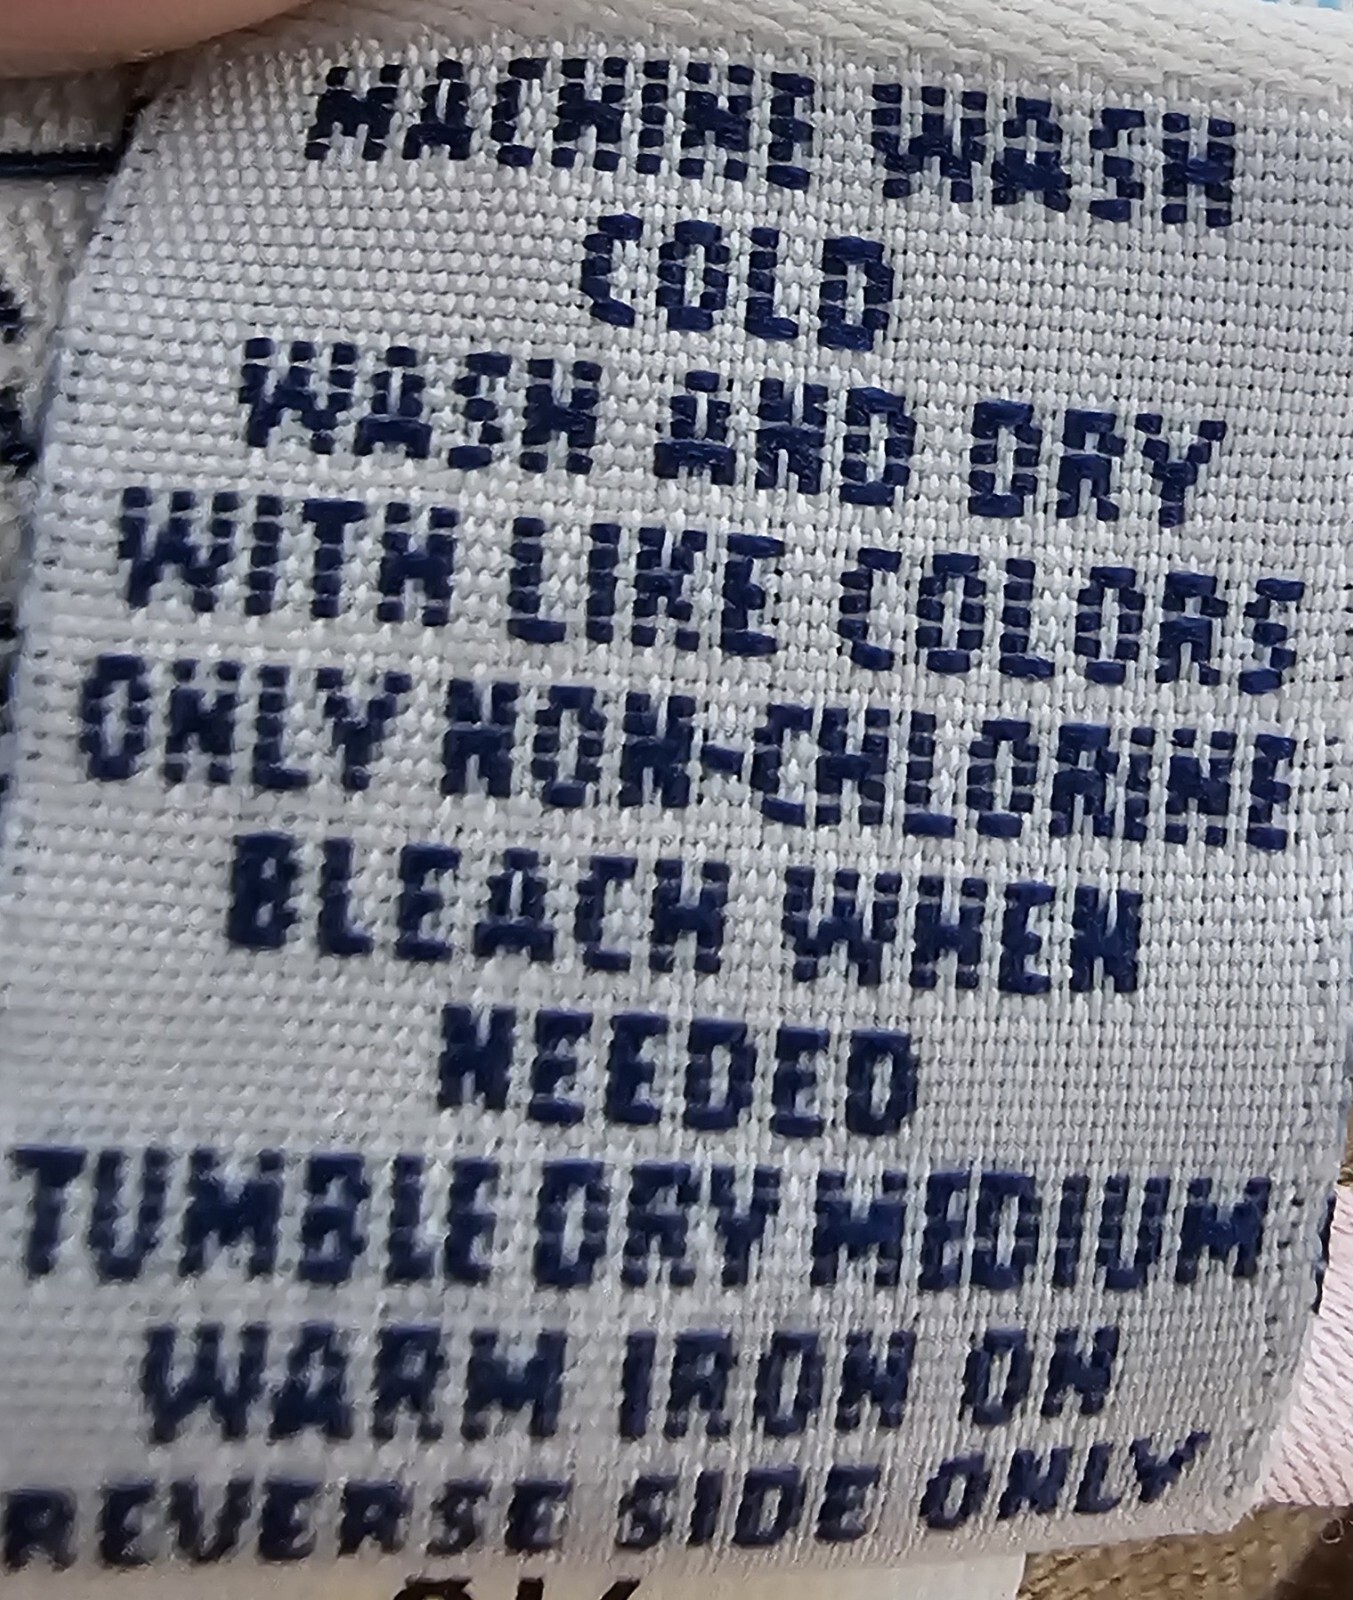 MACHINE WASH
COLD
WASH AND DRY
WITH LIKE COLORS
ONLY NON-CHLORINE
BLEACH WHEN
NEEDED
TUMBLE DRY MEDIUM
WARM IRON ON
REVERSE SIDE ONLY